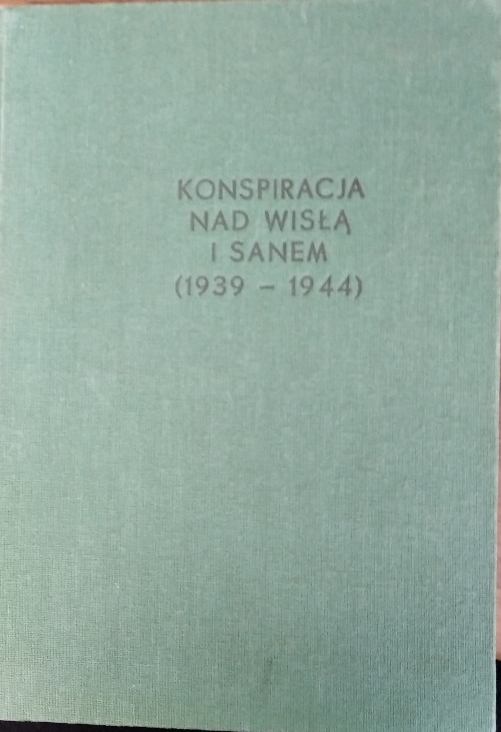 KONSPIRACJA
NAD WISŁĄ
I SANEM
(1939 – 1944)